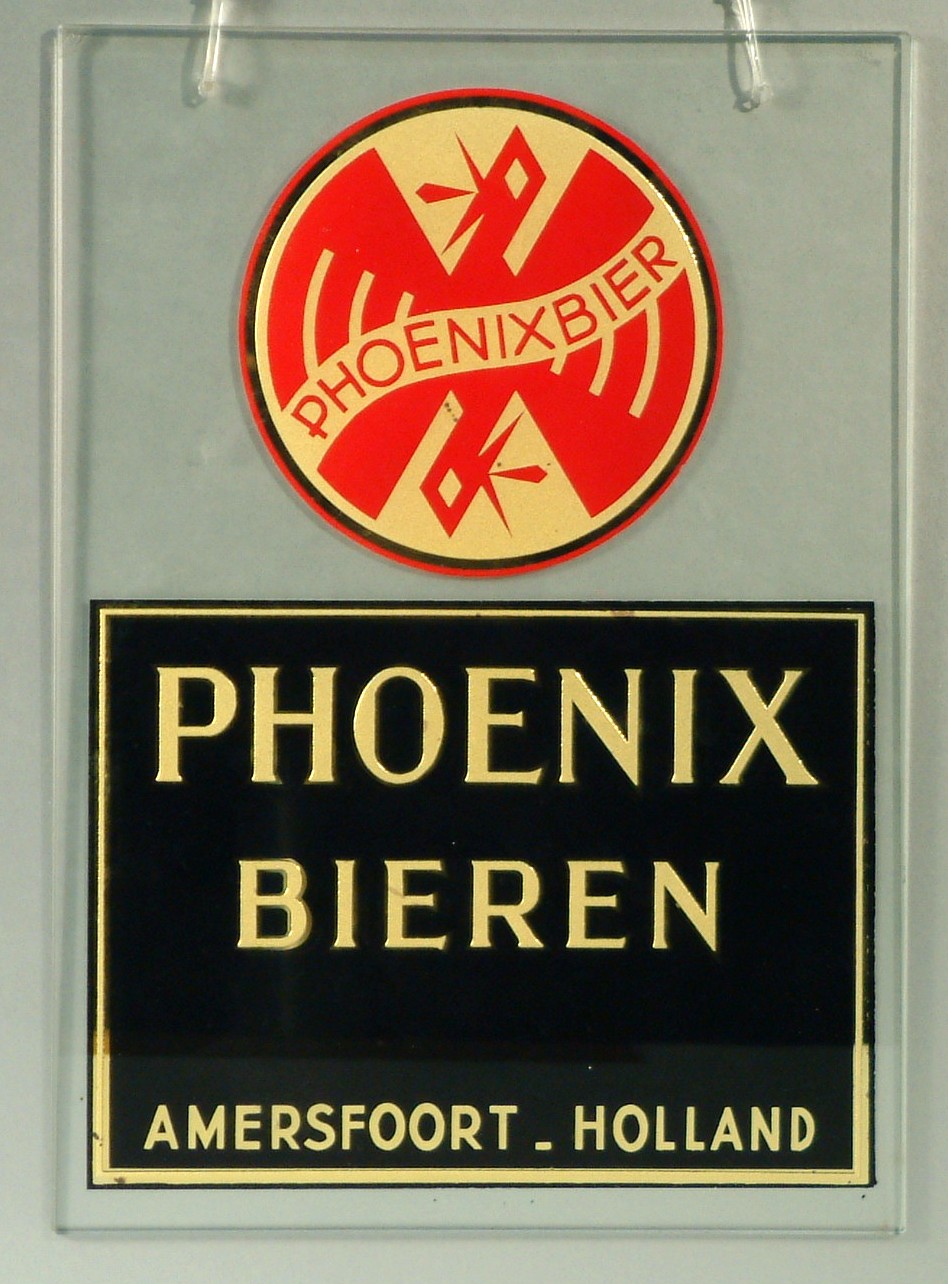 PHOENIXBIER
PHOENIX
BIEREN
AMERSFOORT - HOLLAND